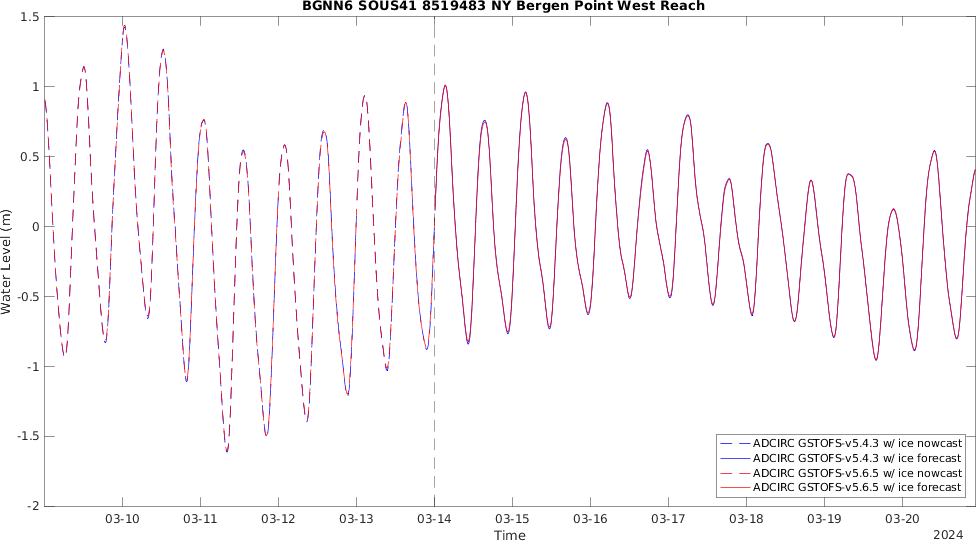 BGNN6 SOUS41 8519483 NY Bergen Point West Reach
1.5
1
0.5
0
-0.5
-1
-1.5
-2
Water Level (m)
03-10 03-11 03-12 03-13 03-14 03-15 03-16 03-17 03-18 03-19 03-20
Time
2024
ADCIRC GSTOFS-v5.4.3 w/ ice nowcast
ADCIRC GSTOFS-v5.4.3 w/ ice forecast
ADCIRC GSTOFS-v5.6.5 w/ ice nowcast
ADCIRC GSTOFS-v5.6.5 w/ ice forecast